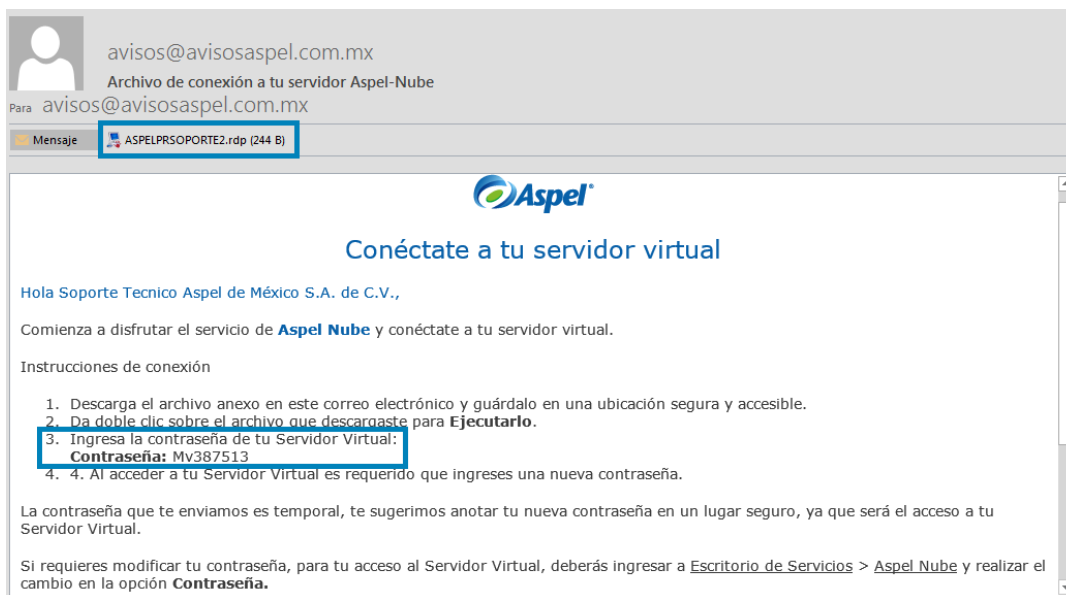 avisos@avisosaspel.com.mx
Archivo de conexión a tu servidor Aspel-Nube
Para avisos@avisosaspel.com.mx
Mensaje ASPELPRSOPORTE2.rdp (244 B)
Aspel
Conéctate a tu servidor virtual
Hola Soporte Tecnico Aspel de México S.A. de C.V.,
Comienza a disfrutar el servicio de Aspel Nube y conéctate a tu servidor virtual.
Instrucciones de conexión
1. Descarga el archivo anexo en este correo electrónico y guárdalo en una ubicación segura y accesible.
2. Da doble clic sobre el archivo que descargaste para Ejecutarlo.
3. Ingresa la contraseña de tu Servidor Virtual:
Contraseña: Mv387513
4. 4. Al acceder a tu Servidor Virtual es requerido que ingreses una nueva contraseña.
La contraseña que te enviamos es temporal, te sugerimos anotar tu nueva contraseña en un lugar seguro, ya que será el acceso a tu
Servidor Virtual.
Si requieres modificar tu contraseña, para tu acceso al Servidor Virtual, deberás ingresar a Escritorio de Servicios > Aspel Nube y realizar el
cambio en la opción Contraseña.